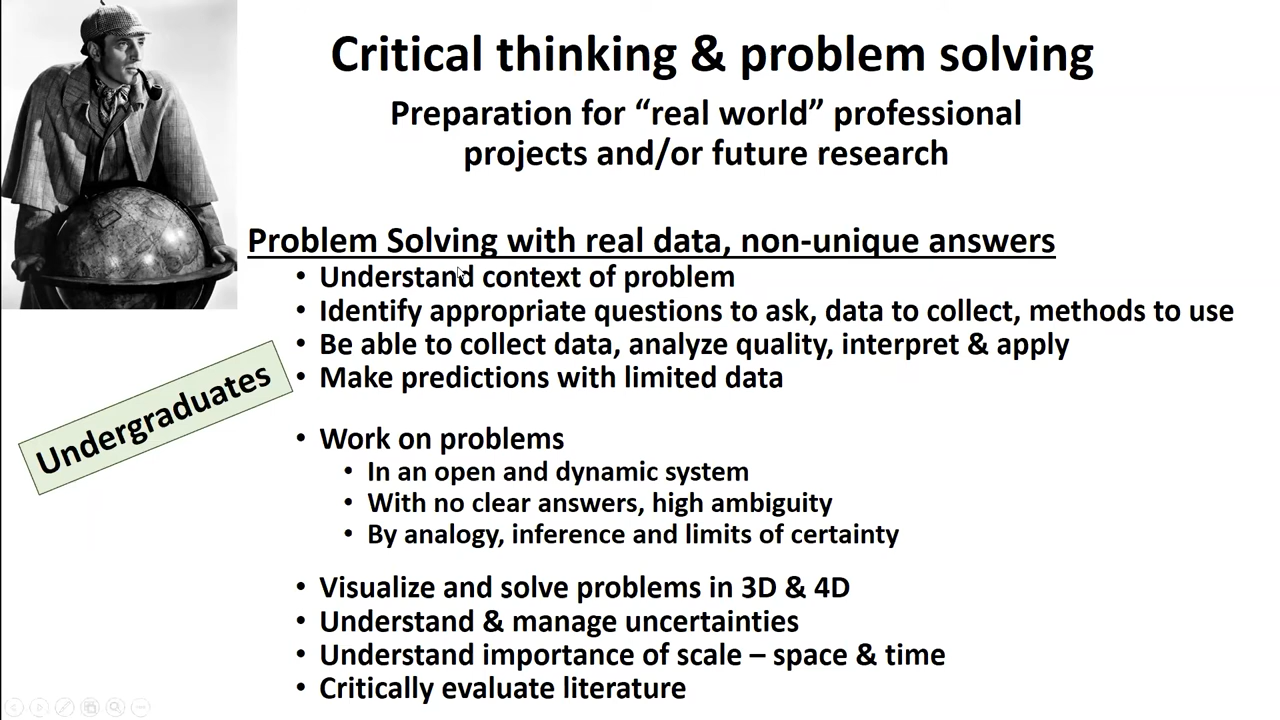 Critical thinking & problem solving
Preparation for “real world” professional
projects and/or future research
Problem Solving with real data, non-unique answers
• Understand context of problem
• Identify appropriate questions to ask, data to collect, methods to use
• Be able to collect data, analyze quality, interpret & apply
• Make predictions with limited data
Undergraduates
• Work on problems
• In an open and dynamic system
• With no clear answers, high ambiguity
• By analogy, inference and limits of certainty
• Visualize and solve problems in 3D & 4D
• Understand & manage uncertainties
• Understand importance of scale – space & time
• Critically evaluate literature